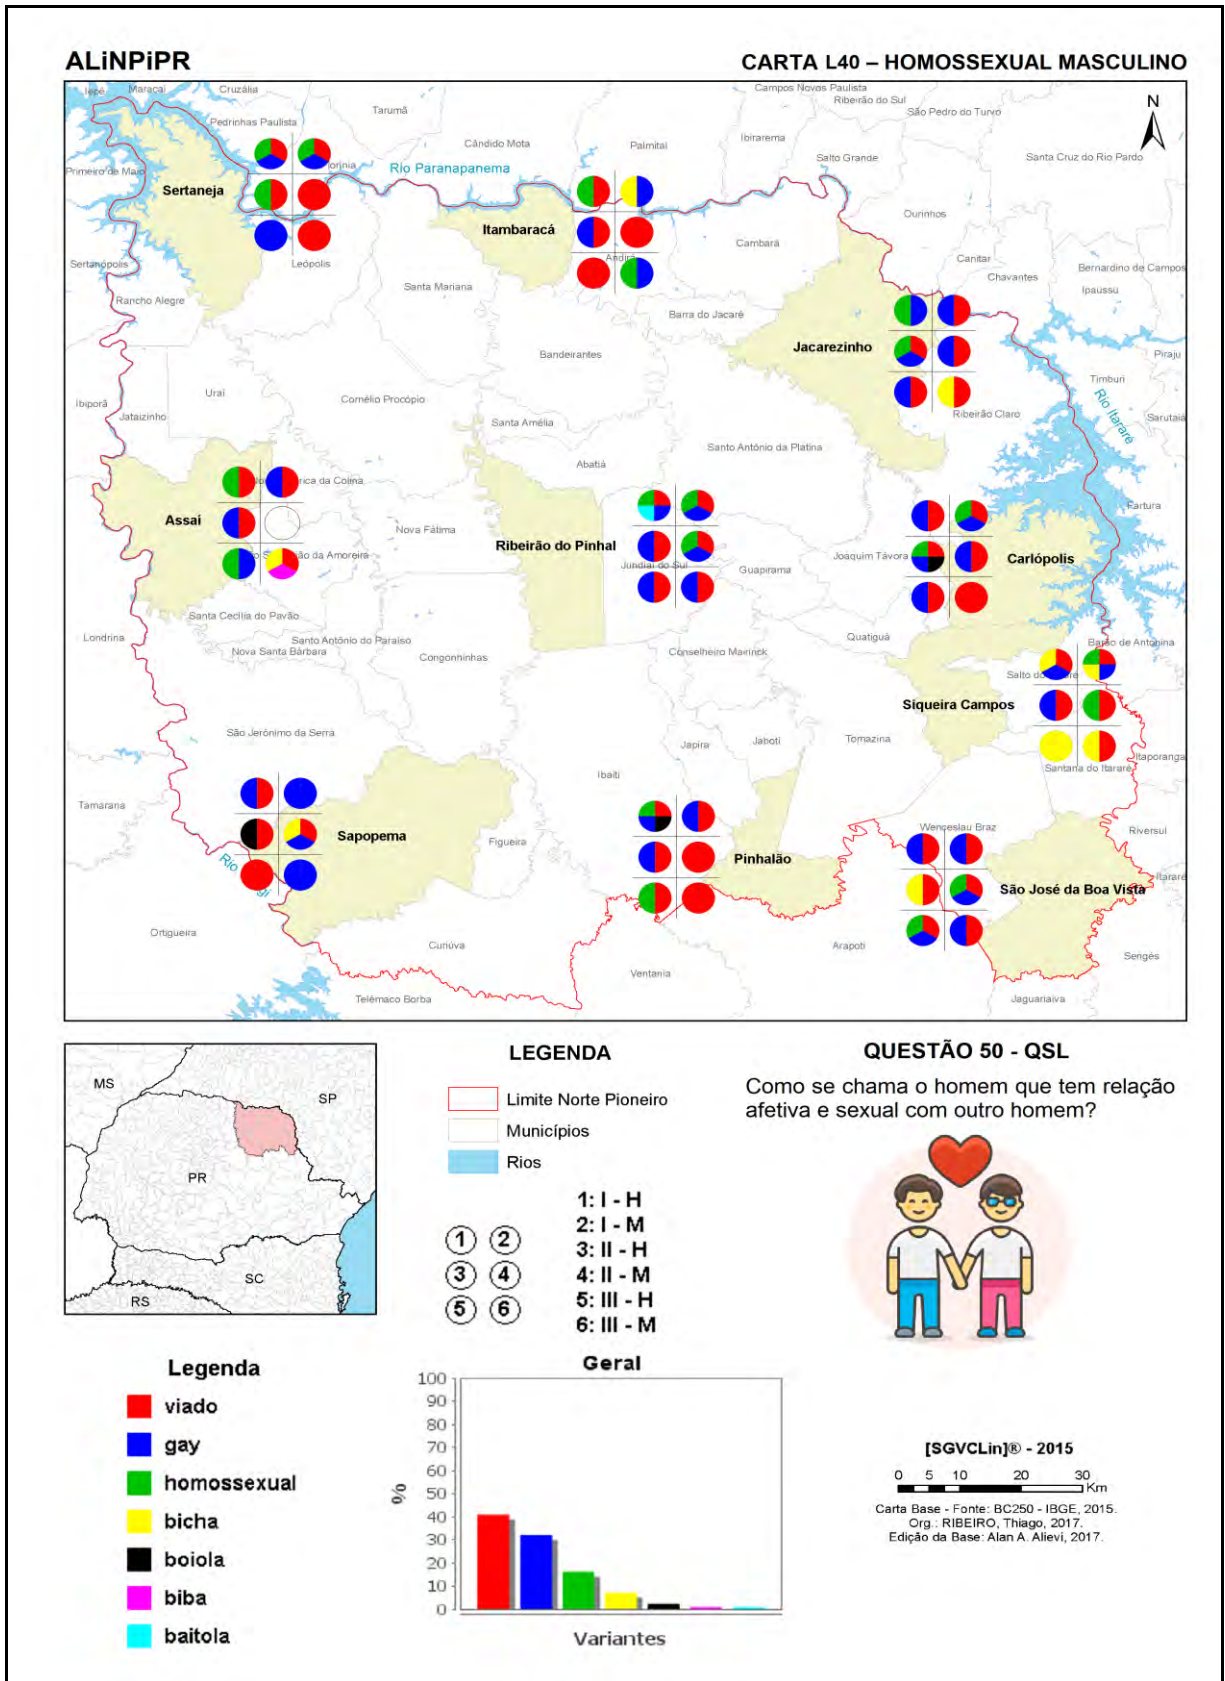 ALiNPiPR
CARTA L40 – HOMOSSEXUAL MASCULINO
Iepê
Maracaí
Cruzália
Pedrinhas Paulista
Tarumã
Cândido Mota
Palmital
Campos Novos Paulista
Ribeirão do Sul
São Pedro do Turvo
Ibirarema
Salto Grande
Santa Cruz do Rio Pardo
N
Primeiro de Maio
Sertaneja
Rio Paranapanema
Itambaracá
Ourinhos
Cambará
Andirá
Canitar
Chavantes
Bernardino de Campos
Ipaussu
Sertanópolis
Leópolis
Rancho Alegre
Santa Mariana
Barra do Jacaré
Jacarezinho
Bandeirantes
Piraju
Timburi
Rio Itararé
Sarutaiá
Uraí
Ibiporã
Jataizinho
Cornélio Procópio
Santa Amélia
Ribeirão Claro
Santo Antônio da Platina
Abatiá
Assaí
Nova Fátima
Ribeirão do Pinhal
Jundiaí do Sul
Guapirama
Joaquim Távora
Carlópolis
Fartura
Santa Cecília do Pavão
Santo Antônio do Paraíso
Nova Santa Bárbara
Londrina
Congonhinhas
Conselheiro Mairinck
Quatiguá
Barão de Antonina
Siqueira Campos
São Jerônimo da Serra
Japira
Jaboti
Tomazina
Santana do Itararé
Itaporanga
Ibaiti
Tamarana
Sapopema
Figueira
Pinhalão
Wenceslau Braz
Riversul
São José da Boa Vista
Itararé
Ortigueira
Curiúva
Ventania
Arapoti
Sengés
Telêmaco Borba
Jaguariaíva
MS
SP
PR
SC
RS
LEGENDA
Limite Norte Pioneiro
Municípios
Rios
1 2
3 4
5 6
1: I - H
2: I - M
3: II - H
4: II - M
5: III - H
6: III - M
QUESTÃO 50 - QSL
Como se chama o homem que tem relação
afetiva e sexual com outro homem?
Legenda
viado
gay
homossexual
bicha
boiola
biba
baitola
Geral
100
90
80
70
60
50
40
30
20
10
0
%
Variantes
[SGVCLin]® - 2015
0 5 10 20 30
Km
Carta Base - Fonte: BC250 - IBGE, 2015.
Org.: RIBEIRO, Thiago, 2017.
Edição da Base: Alan A. Alievi, 2017.